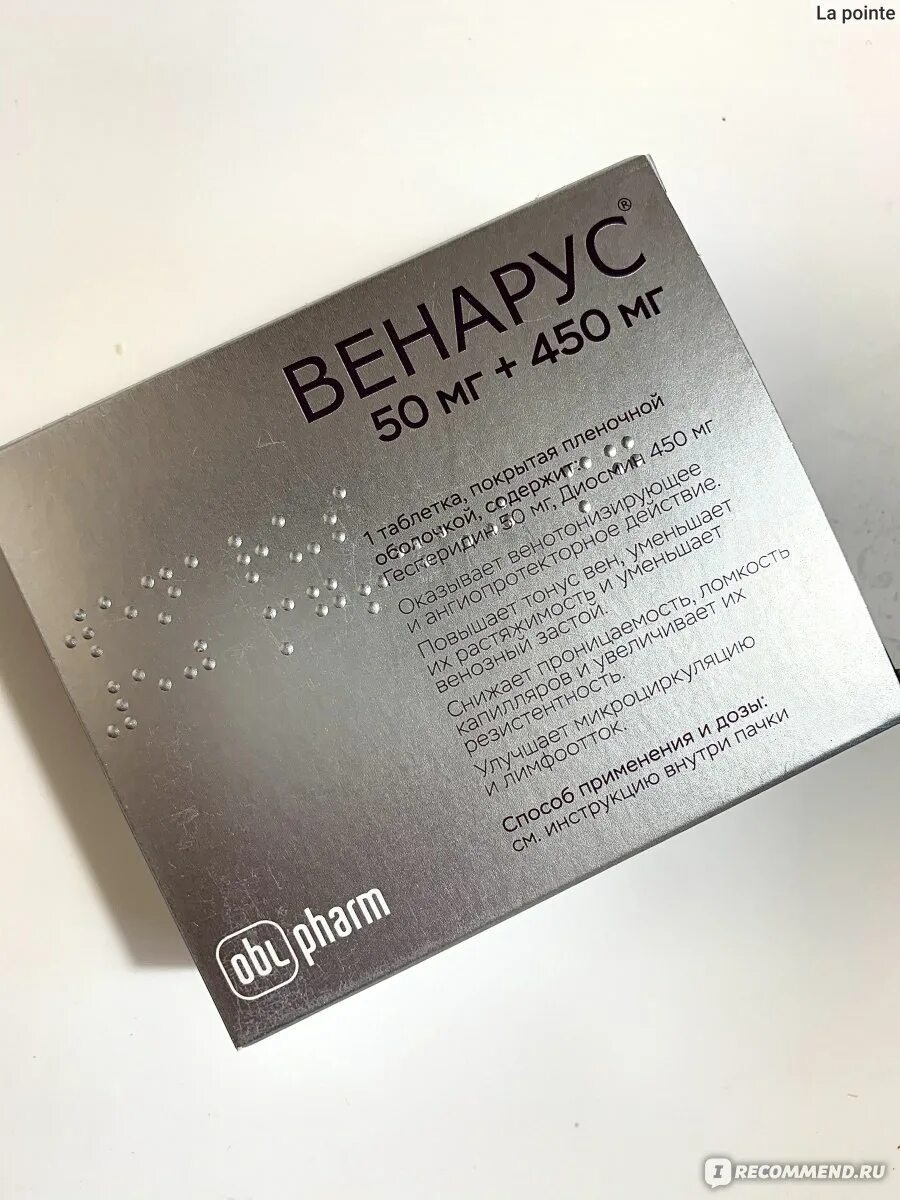 La pointe
ВЕНАРУС®
50 мг + 450 мг
1 таблетка, покрытая пленочной
оболочкой, содержит:
Гесперидин 50 мг, Диосмин 450 мг
Оказывает венотонизирующее
и ангиопротекторное действие.
Повышает тонус вен, уменьшает
их растяжимость и уменьшает
венозный застой.
Снижает проницаемость, ломкость
капилляров и увеличивает их
резистентность.
Улучшает микроциркуляцию
и лимфоотток.
Способ применения и дозы:
см. инструкцию внутри пачки
obl pharm
IRECOMMEND.RU